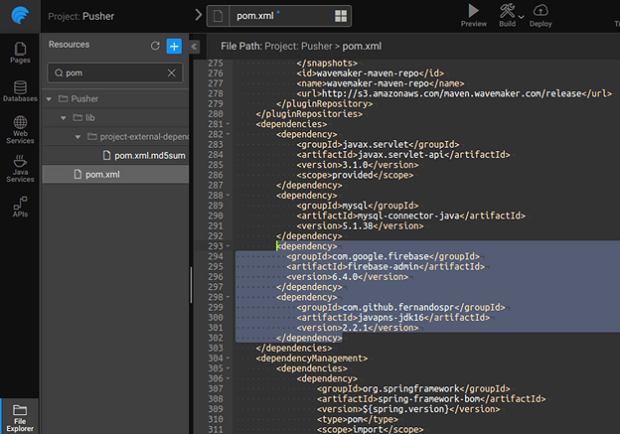 Project: Pusher
pom.xml *
Preview
Build
Deploy
Pages
Databases
Web
Services
Java
Services
APIs
File
Explorer
Resources
pom
Pusher
lib
project-external-depend
pom.xml.md5sum
pom.xml
File Path: Project: Pusher > pom.xml
275 </snapshots>
276 <id>wavemaker-maven-repo</id>
277 <name>wavemaker-maven-repo</name>
278 <url>http://s3.amazonaws.com/maven.wavemaker.com/release</url>
279 </pluginRepository>
280 </pluginRepositories>
281 <dependencies>
282 <dependency>
283 <groupId>javax.servlet</groupId>
284 <artifactId>javax.servlet-api</artifactId>
285 <version>3.1.0</version>
286 <scope>provided</scope>
287 </dependency>
288 <dependency>
289 <groupId>mysql</groupId>
290 <artifactId>mysql-connector-java</artifactId>
291 <version>5.1.38</version>
292 </dependency>
293 <dependency>
294 <groupId>com.google.firebase</groupId>
295 <artifactId>firebase-admin</artifactId>
296 <version>6.4.0</version>
297 </dependency>
298 <dependency>
299 <groupId>com.github.fernandospr</groupId>
300 <artifactId>javapns-jdk16</artifactId>
301 <version>2.2.1</version>
302 </dependency>
303 </dependencies>
304 <dependencyManagement>
305 <dependencies>
306 <dependency>
307 <groupId>org.springframework</groupId>
308 <artifactId>spring-framework-bom</artifactId>
309 <version>${spring.version}</version>
310 <type>pom</type>
311 <scope>import</scope>